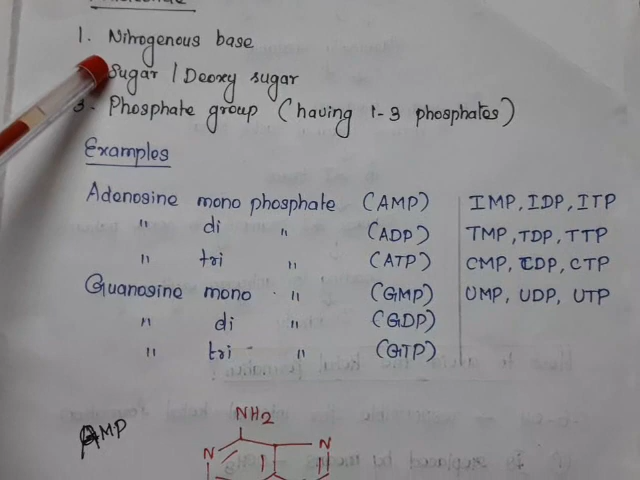 1. Nitrogenous base
Sugar / Deoxy sugar
3. Phosphate group (having 1-3 phosphates)
Examples
Adenosine mono phosphate (AMP)
" di " (ADP)
" tri " (ATP)
Guanosine mono " (GMP)
" di " (GDP)
" tri " (GTP)
IMP, IDP, ITP
TMP, TDP, TTP
CMP, CDP, CTP
UMP, UDP, UTP
AMP
NH2
N
N